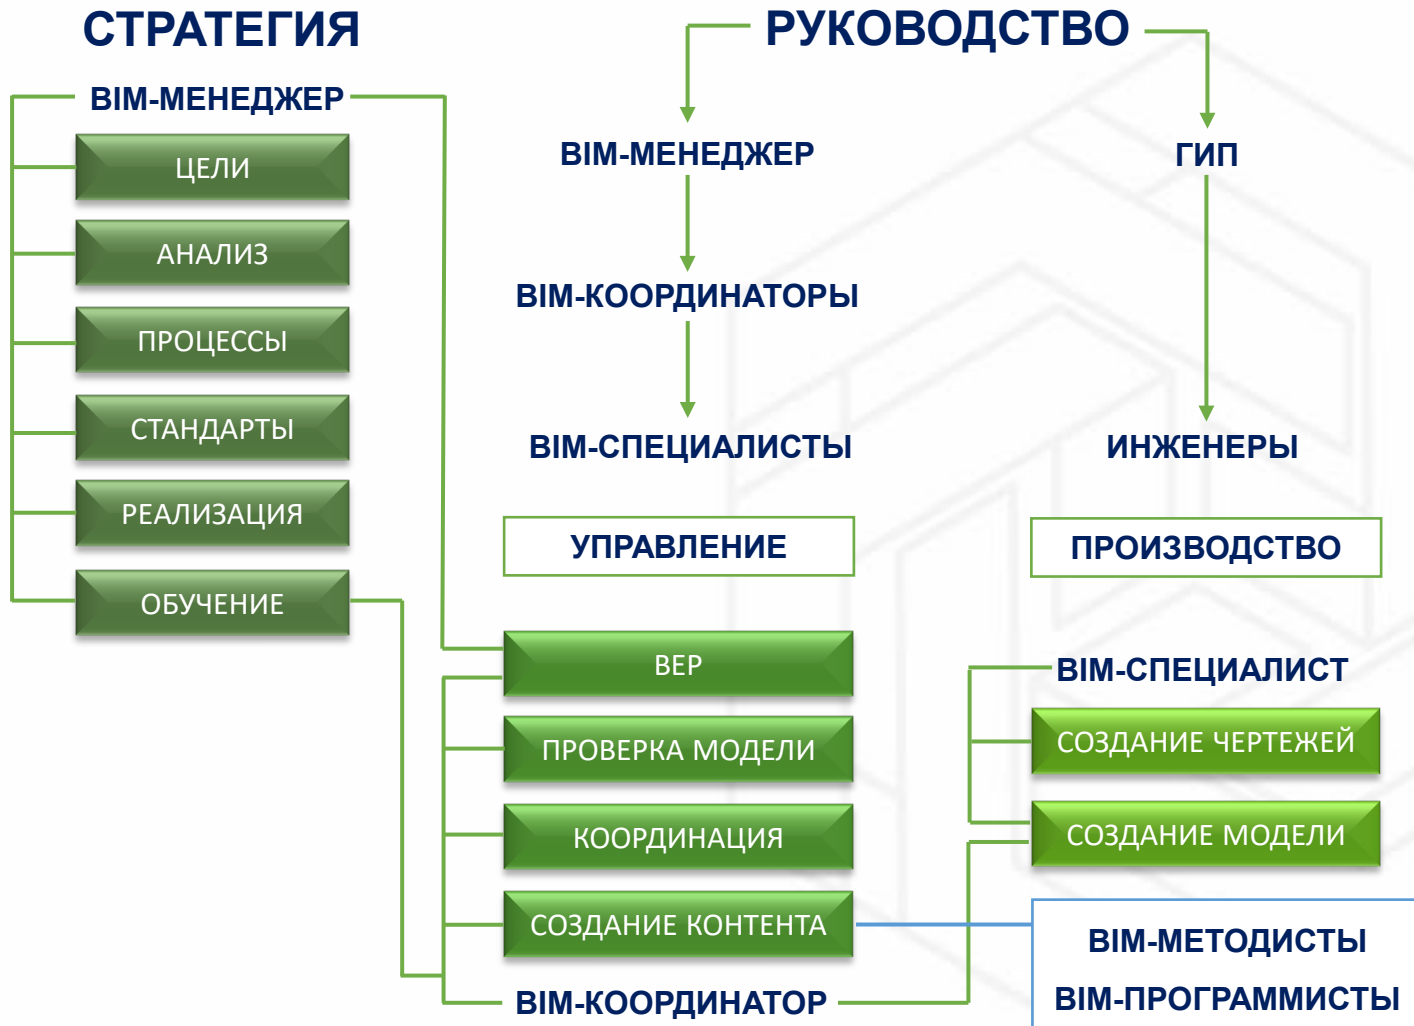 СТРАТЕГИЯ
BIM-МЕНЕДЖЕР
ЦЕЛИ
АНАЛИЗ
ПРОЦЕССЫ
СТАНДАРТЫ
РЕАЛИЗАЦИЯ
ОБУЧЕНИЕ
РУКОВОДСТВО
BIM-МЕНЕДЖЕР
ГИП
BIM-КООРДИНАТОРЫ
BIM-СПЕЦИАЛИСТЫ
ИНЖЕНЕРЫ
УПРАВЛЕНИЕ
ПРОИЗВОДСТВО
BEP
ПРОВЕРКА МОДЕЛИ
КООРДИНАЦИЯ
СОЗДАНИЕ КОНТЕНТА
BIM-КООРДИНАТОР
BIM-СПЕЦИАЛИСТ
СОЗДАНИЕ ЧЕРТЕЖЕЙ
СОЗДАНИЕ МОДЕЛИ
BIM-МЕТОДИСТЫ
BIM-ПРОГРАММИСТЫ